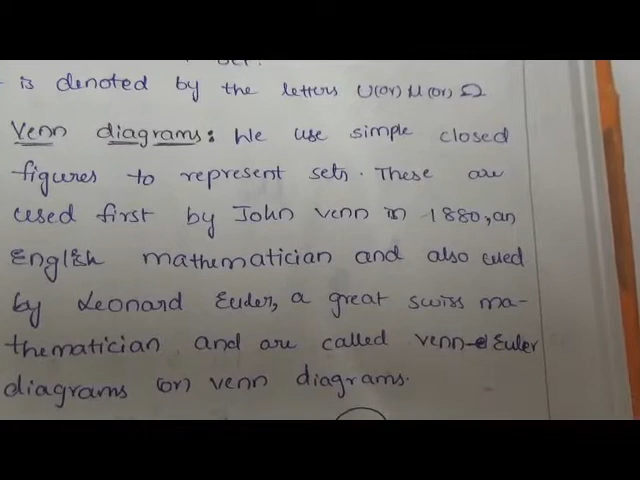 is denoted by the letters U(or) μ(or) Ω
Venn diagrams: We use simple closed
figures to represent sets. These are
used first by John venn in 1880, an
English mathematician and also used
by Leonard Euler, a great swiss ma-
thematician and are called venn-Euler
diagrams (or) venn diagrams.